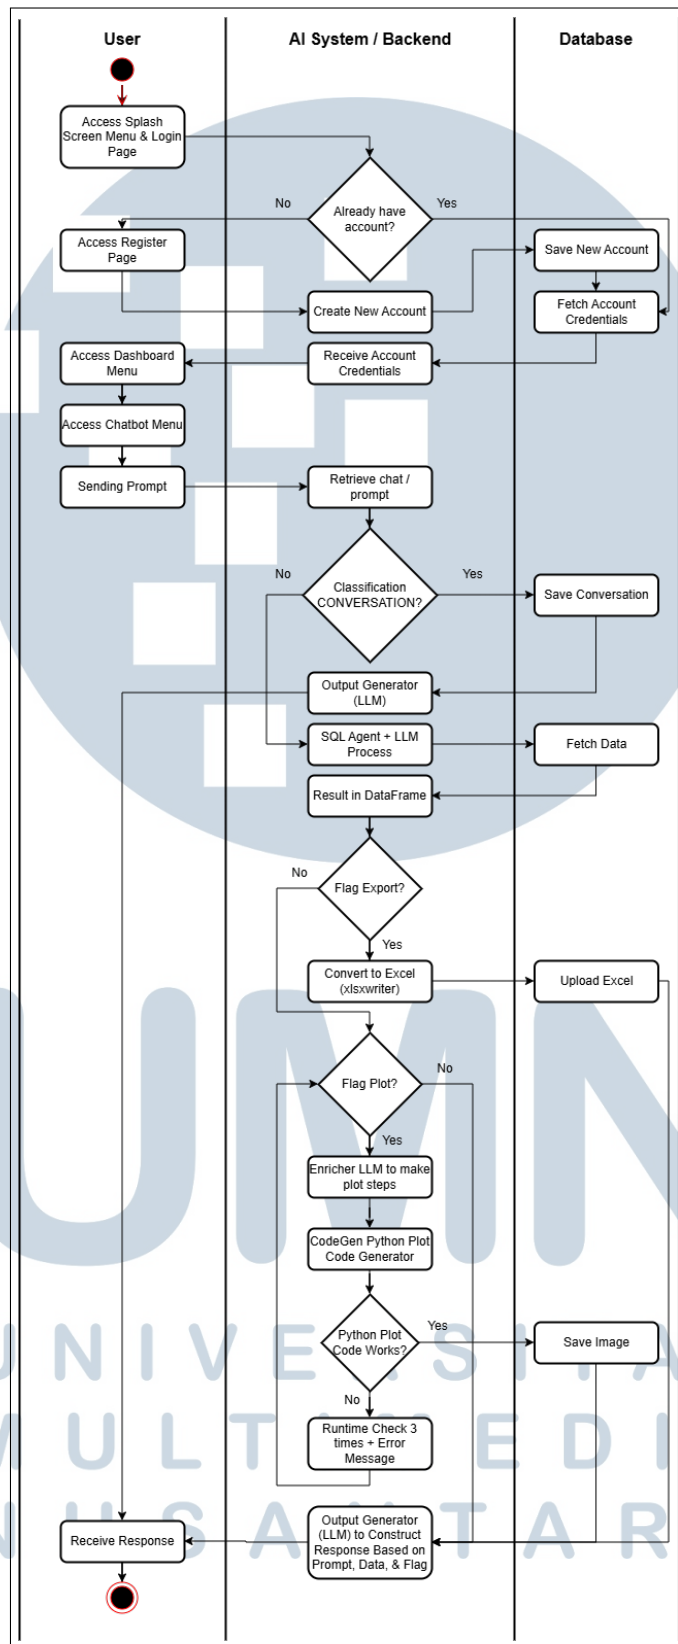 User
AI System / Backend
Database
Access Splash
Screen Menu & Login
Page
Already have
account?
No
Yes
Access Register
Page
Save New Account
Create New Account
Fetch Account
Credentials
Access Dashboard
Menu
Receive Account
Credentials
Access Chatbot Menu
Sending Prompt
Retrieve chat /
prompt
Classification
CONVERSATION?
No
Yes
Save Conversation
Output Generator
(LLM)
SQL Agent + LLM
Process
Fetch Data
Result in DataFrame
Flag Export?
No
Yes
Convert to Excel
(xlsxwriter)
Upload Excel
Flag Plot?
No
Yes
Enricher LLM to make
plot steps
CodeGen Python Plot
Code Generator
Python Plot
Code Works?
Yes
Save Image
No
Runtime Check 3
times + Error
Message
Output Generator
(LLM) to Construct
Response Based on
Prompt, Data, & Flag
Receive Response
UMN
UNIVERSITA
MULTIMEDI
NUSANTAR